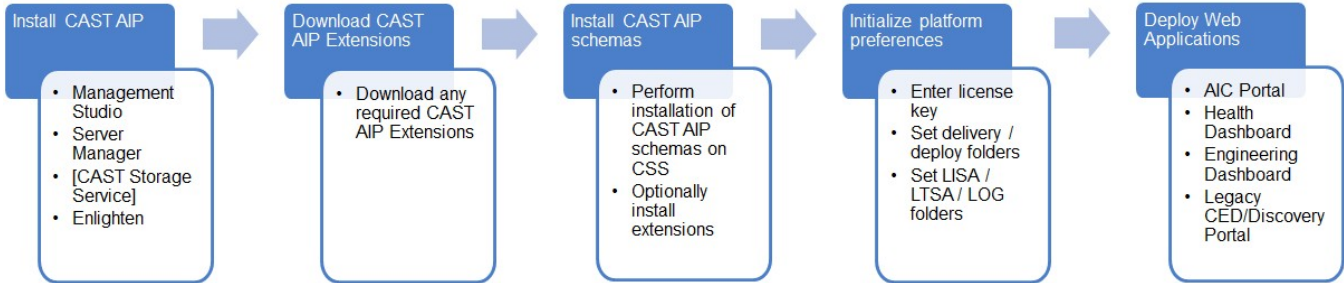 Install CAST AIP
• Management
Studio
• Server
Manager
• [CAST Storage
Service]
• Enlighten
Download CAST
AIP Extensions
• Download any
required CAST
AIP Extensions
Install CAST AIP
schemas
• Perform
installation of
CAST AIP
schemas on
CSS
• Optionally
install
extensions
Initialize platform
preferences
• Enter license
key
• Set delivery /
deploy folders
• Set LISA /
LTSA / LOG
folders
Deploy Web
Applications
• AIC Portal
• Health
Dashboard
• Engineering
Dashboard
• Legacy
CED/Discovery
Portal